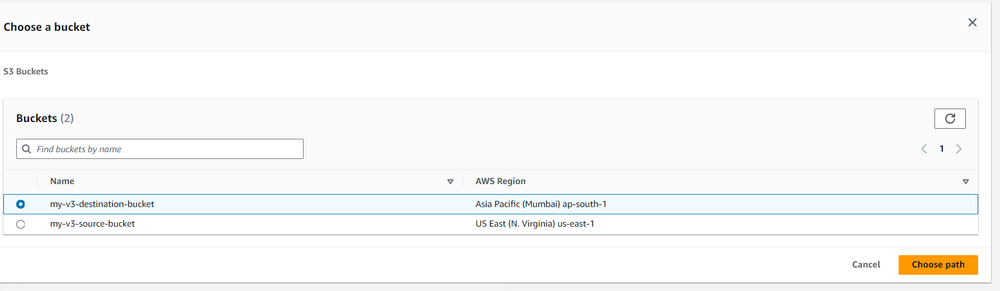 Choose a bucket
S3 Buckets
Buckets (2)
Find buckets by name
1
Name AWS Region
my-v3-destination-bucket Asia Pacific (Mumbai) ap-south-1
my-v3-source-bucket US East (N. Virginia) us-east-1
Cancel Choose path